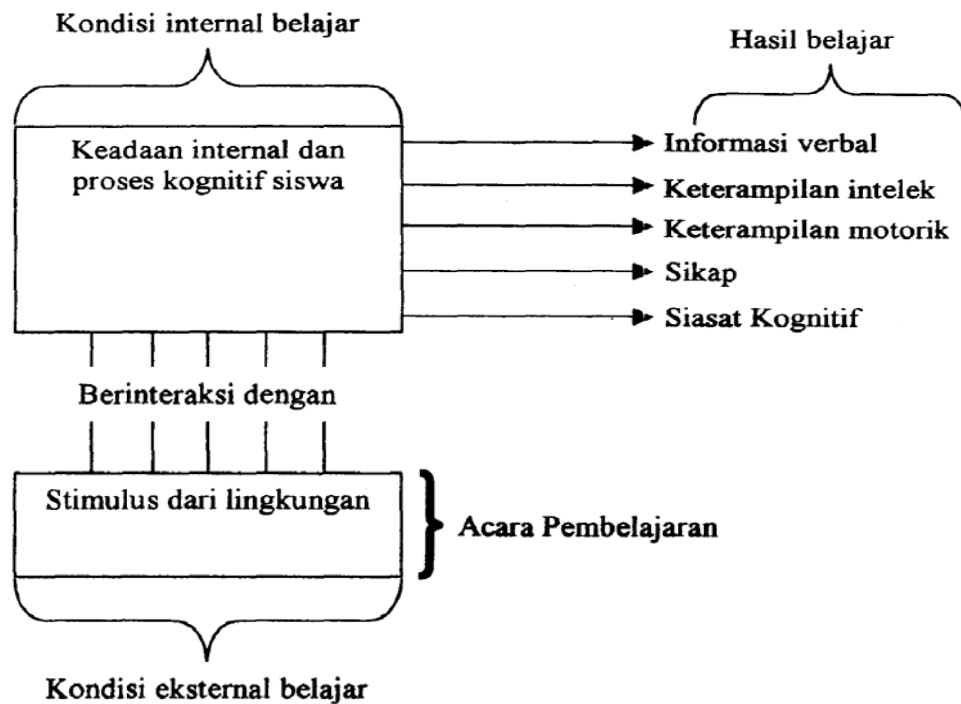 Kondisi internal belajar
Hasil belajar
Keadaan internal dan
proses kognitif siswa
Informasi verbal
Keterampilan intelek
Keterampilan motorik
Sikap
Siasat Kognitif
Berinteraksi dengan
Stimulus dari lingkungan
Acara Pembelajaran
Kondisi eksternal belajar